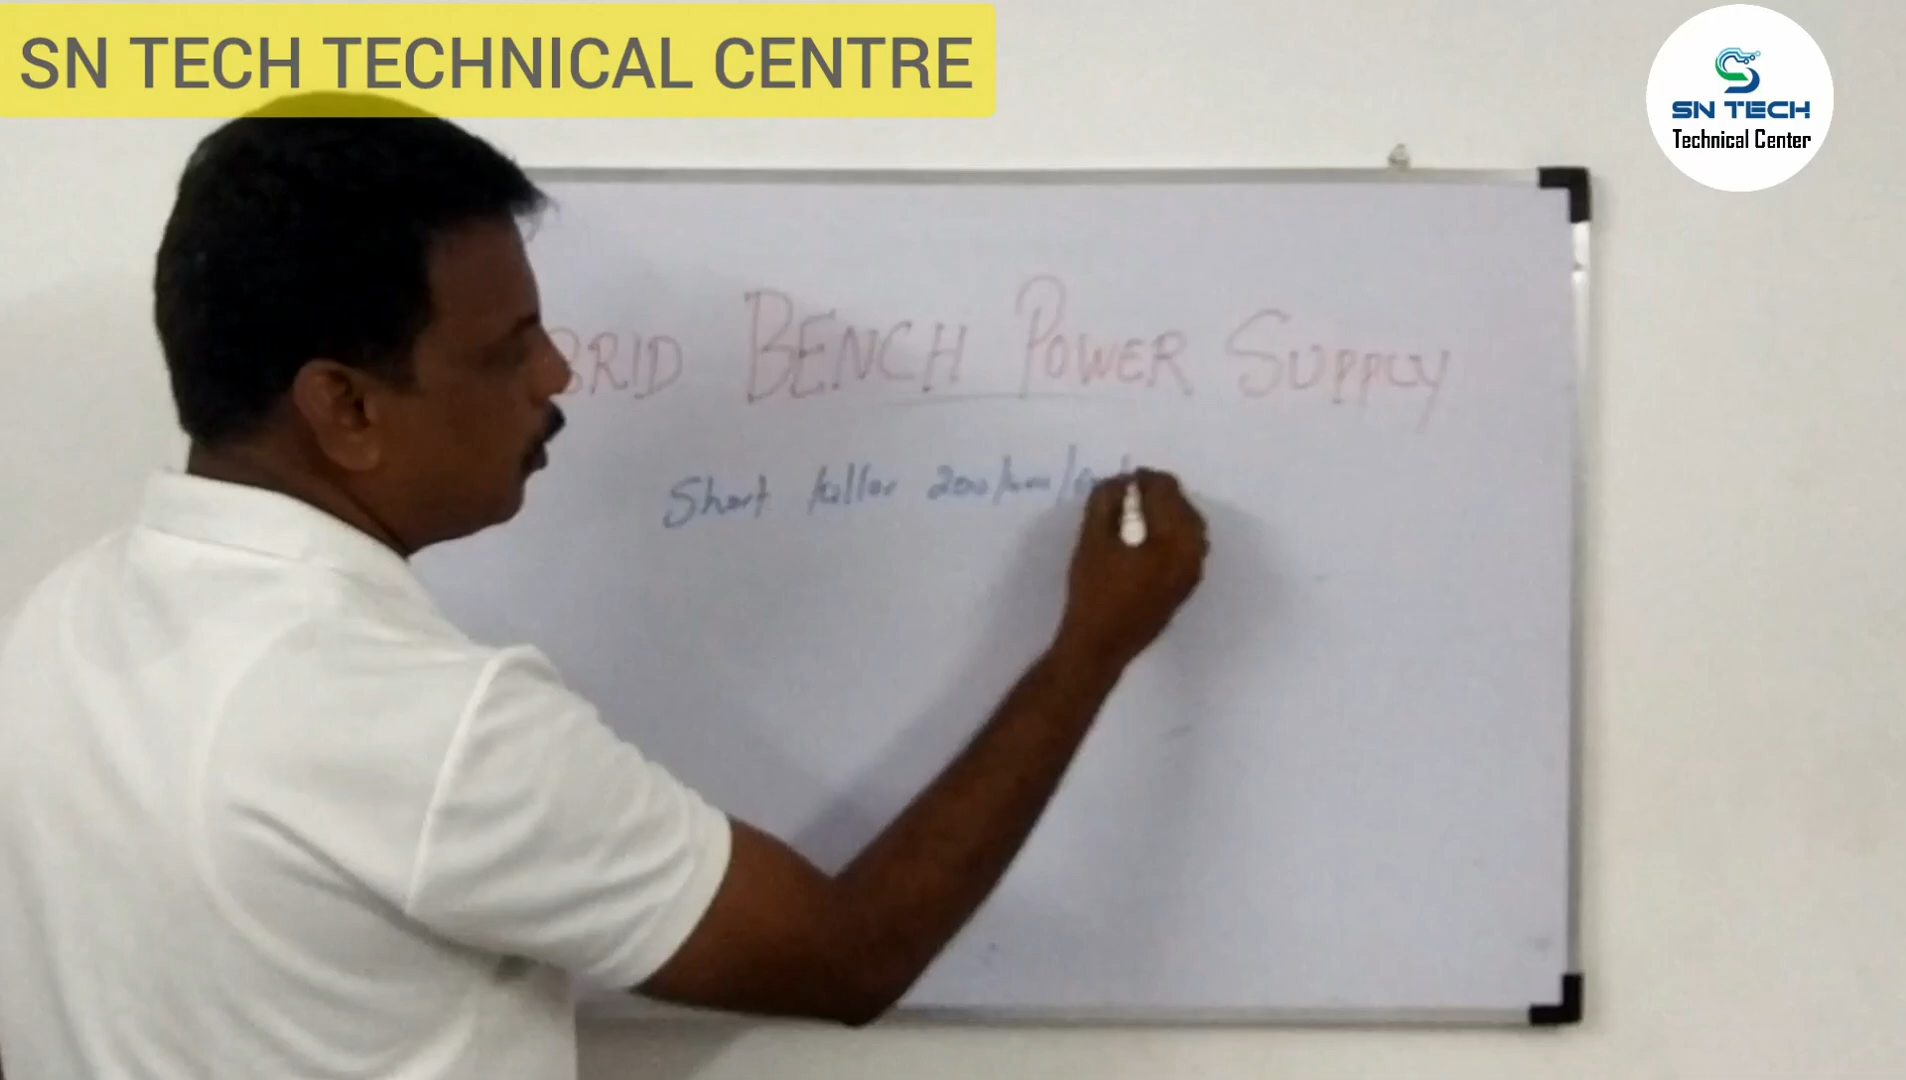 SN TECH TECHNICAL CENTRE
SN TECH
Technical Center
BRID BENCH POWER SUPPLY
Short killer